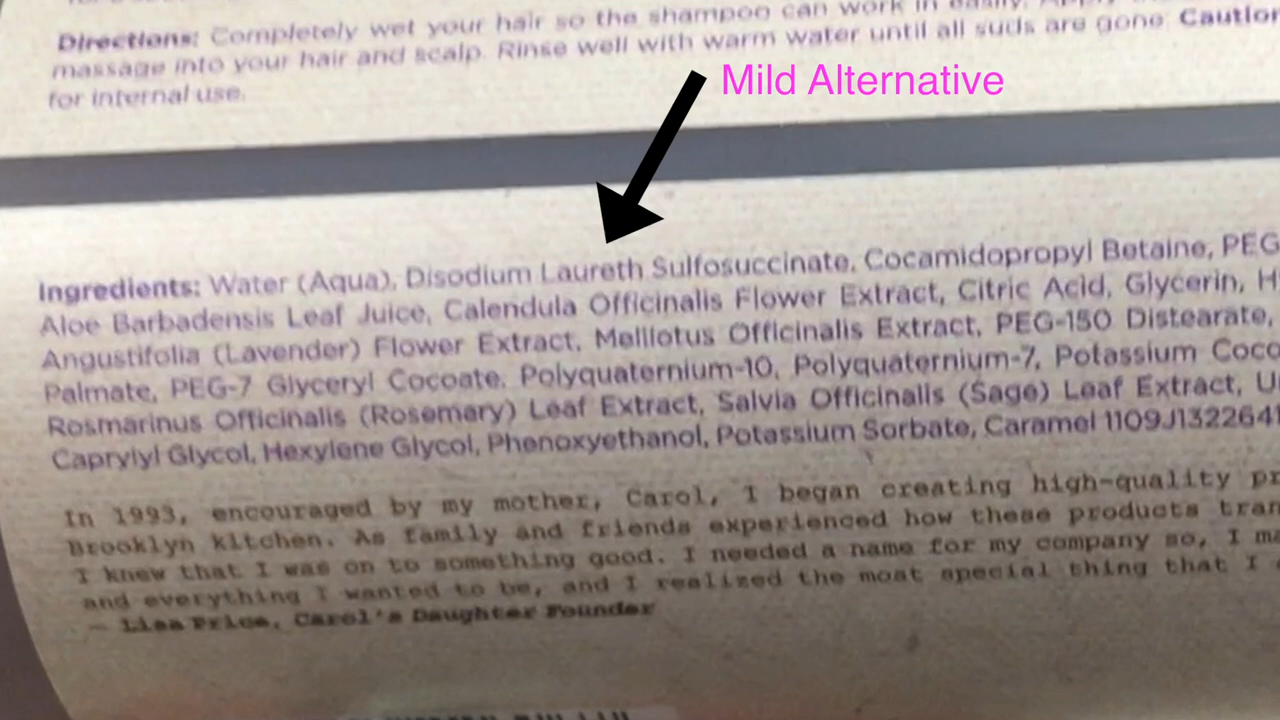 Directions: Completely wet your hair so the shampoo can work in easily.
massage into your hair and scalp. Rinse well with warm water until all suds are gone. Caution
for internal use.
Mild Alternative
Ingredients: Water (Aqua), Disodium Laureth Sulfosuccinate, Cocamidopropyl Betaine, PEG
Aloe Barbadensis Leaf Juice, Calendula Officinalis Flower Extract, Citric Acid, Glycerin, H
Angustifolia (Lavender) Flower Extract, Melilotus Officinalis Extract, PEG-150 Distearate,
Palmate, PEG-7 Glyceryl Cocoate, Polyquaternium-10, Polyquaternium-7, Potassium Coco
Rosmarinus Officinalis (Rosemary) Leaf Extract, Salvia Officinalis (Sage) Leaf Extract, U
Caprylyl Glycol, Hexylene Glycol, Phenoxyethanol, Potassium Sorbate, Caramel 1109J132264
In 1993, encouraged by my mother, Carol, I began creating high-quality pr
Brooklyn kitchen. As family and friends experienced how these products tran
I knew that I was on to something good. I needed a name for my company so, I ma
and everything I wanted to be, and I realized the most special thing that I
— Lisa Price, Carol's Daughter Founder